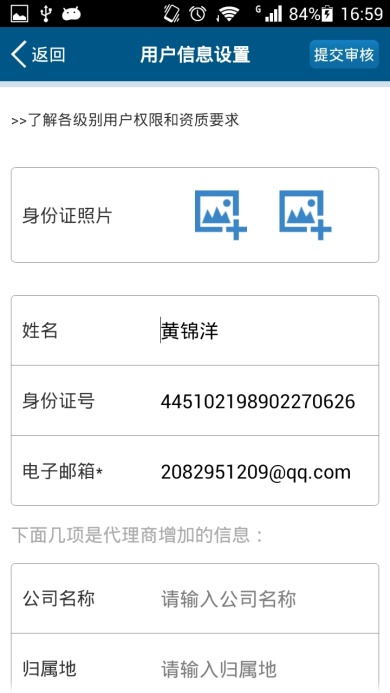 84% 16:59
返回 用户信息设置 提交审核
>>了解各级别用户权限和资质要求
身份证照片
姓名 黄锦洋
身份证号 445102198902270626
电子邮箱* 2082951209@qq.com
下面几项是代理商增加的信息：
公司名称 请输入公司名称
归属地 请输入归属地